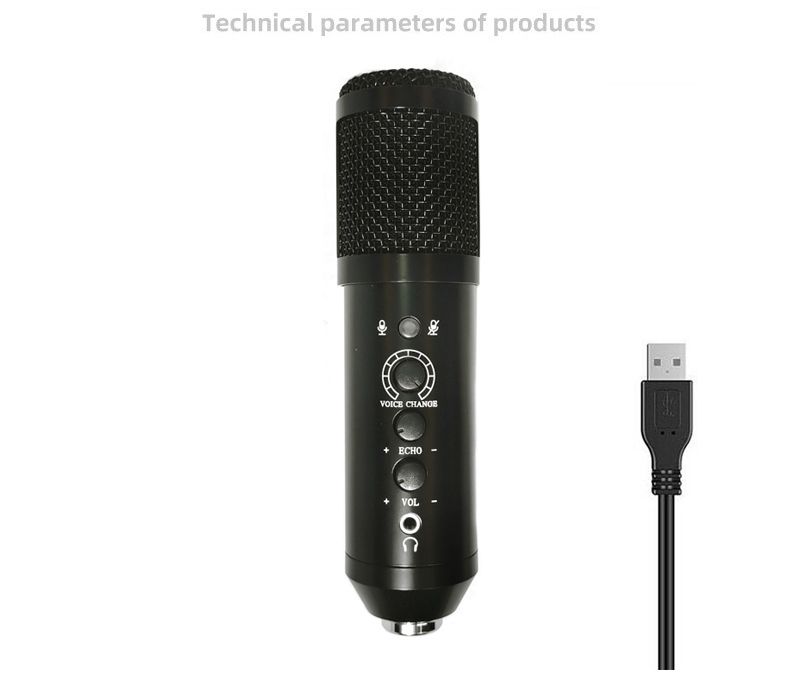 Technical parameters of products
VOICE CHANGE
+ ECHO -
+ VOL -